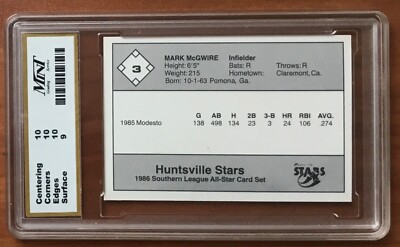 3
MARK McGWIRE Infielder
Height: 6'5" Bats: R Throws: R
Weight: 215 Hometown: Claremont, Ca.
Born: 10-1-63 Pomona, Ga.
G AB H 2B 3-B HR RBI AVG.
1985 Modesto 138 498 134 23 3 24 106 .274
Huntsville Stars
1986 Southern League All-Star Card Set
STARS
MINT
Centering 10
Corners 10
Edges 10
Surface 9